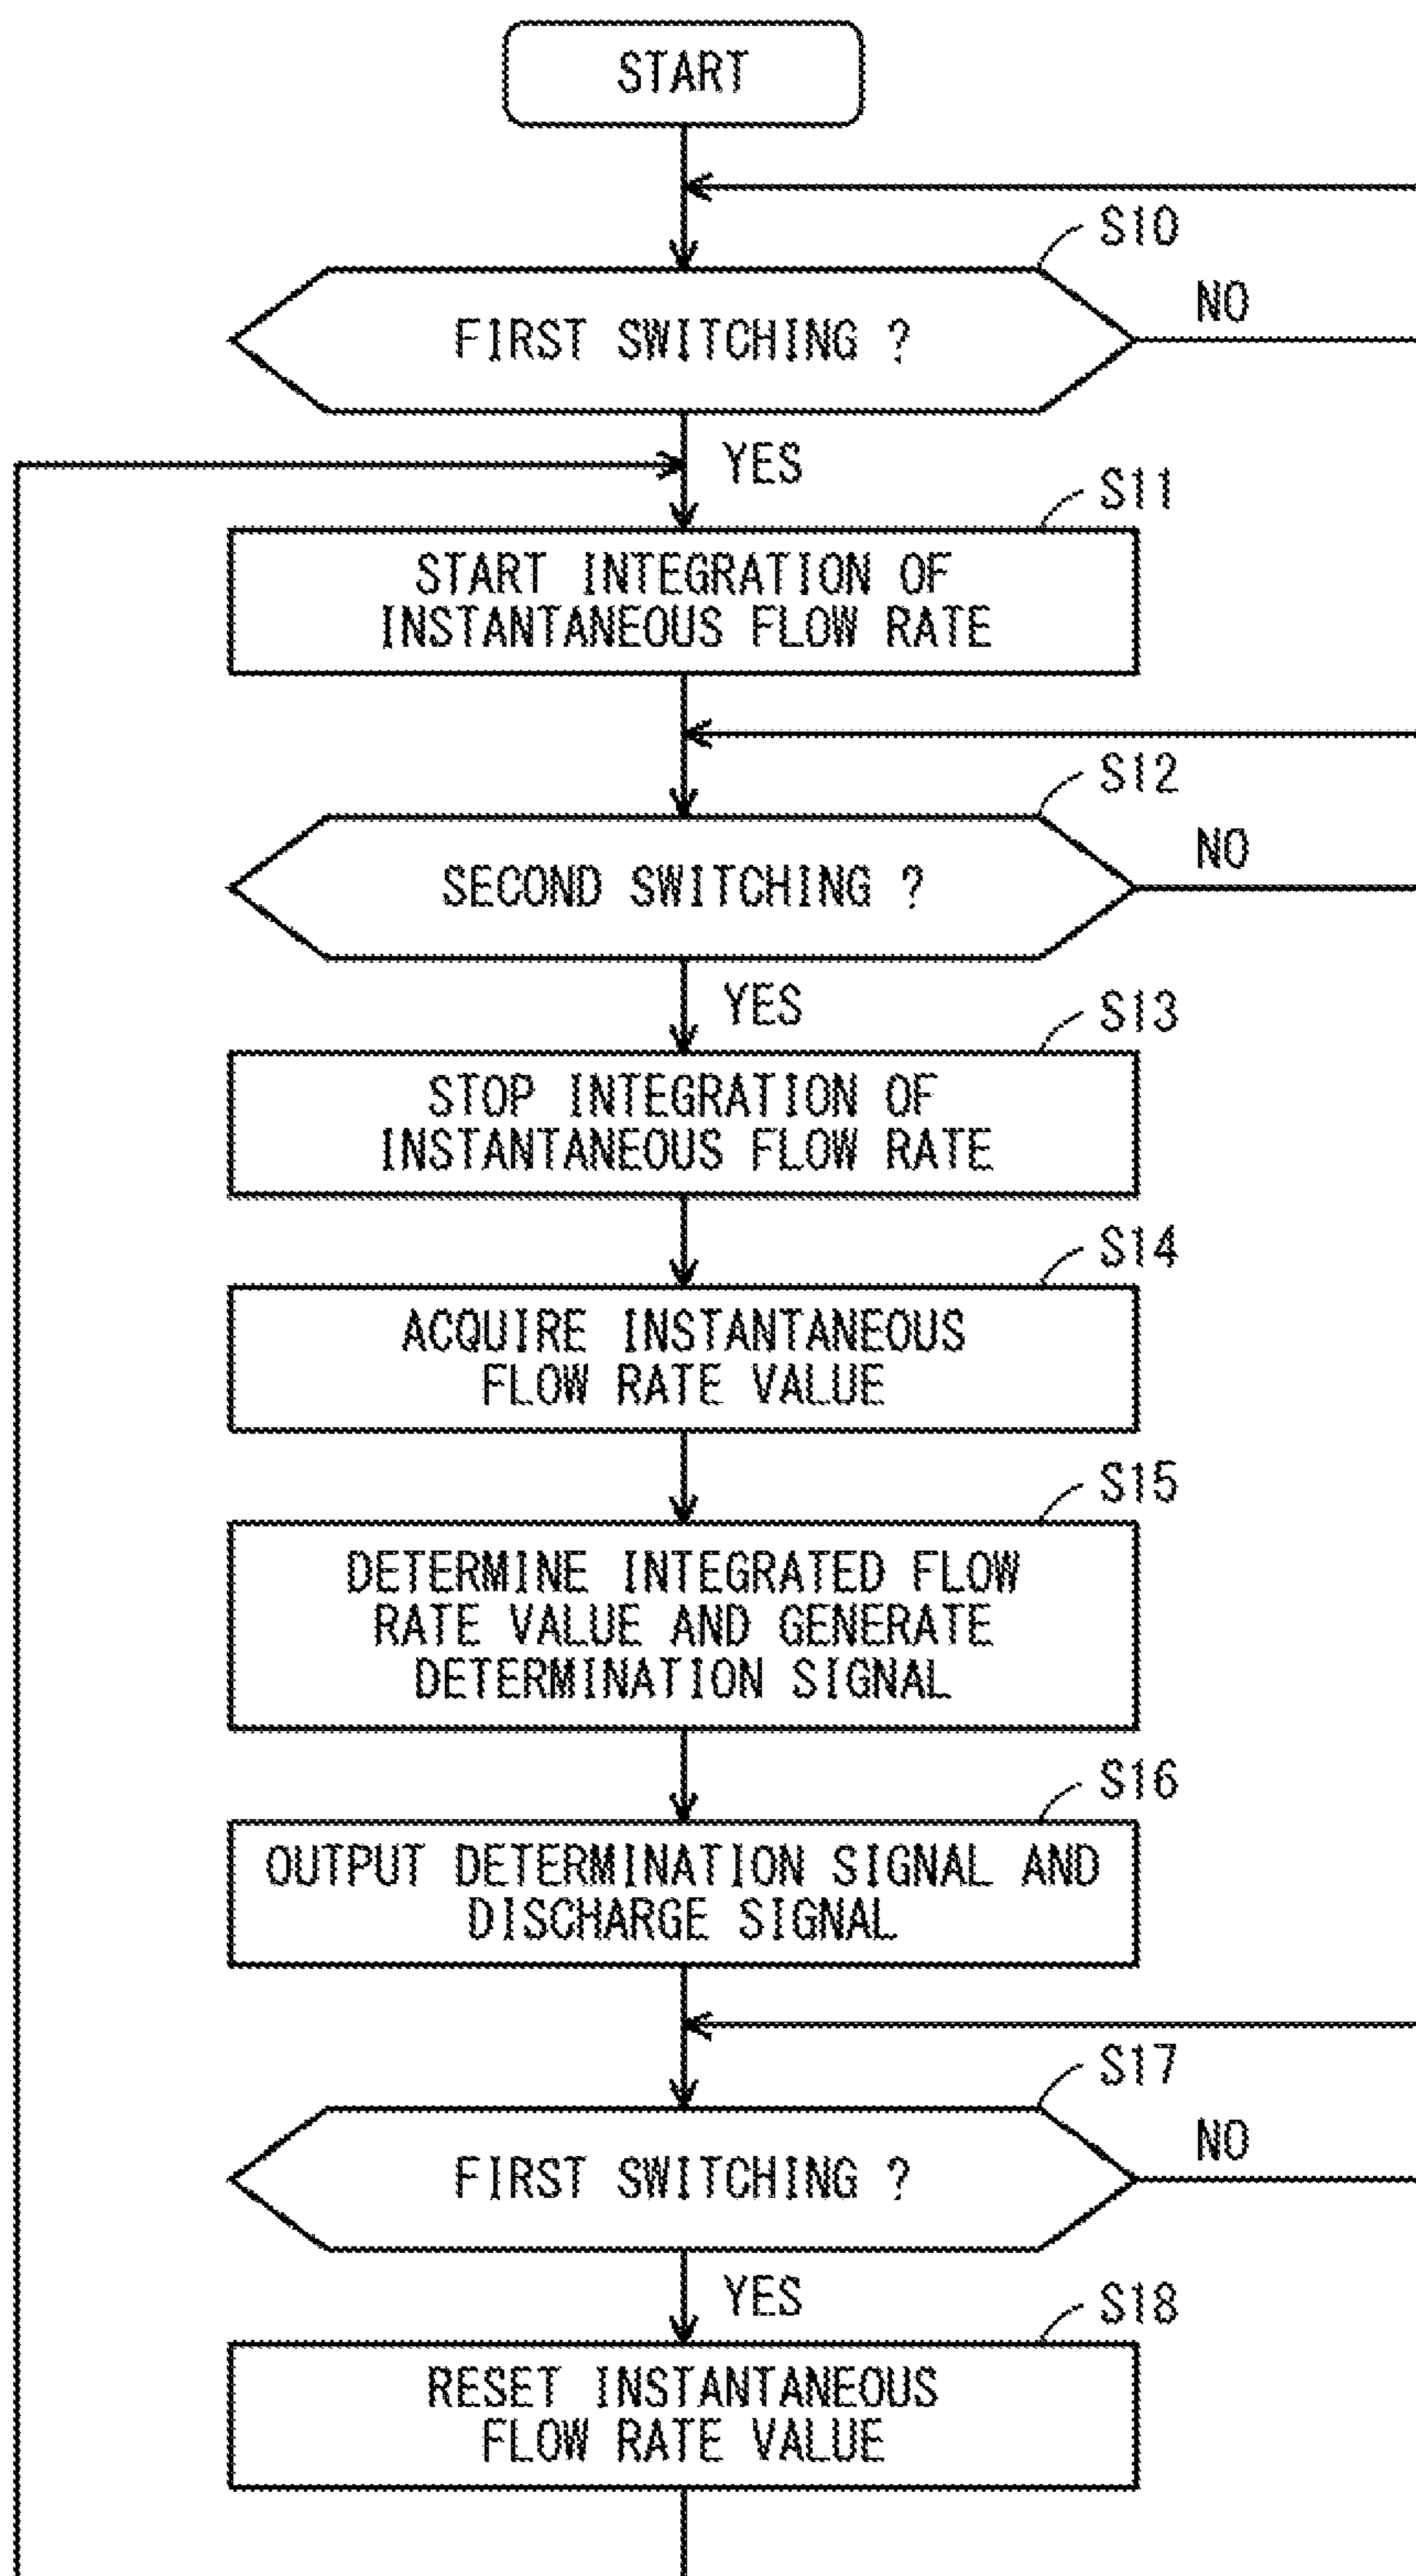 START
S10
FIRST SWITCHING ?
NO
YES
S11
START INTEGRATION OF
INSTANTANEOUS FLOW RATE
S12
SECOND SWITCHING ?
NO
YES
S13
STOP INTEGRATION OF
INSTANTANEOUS FLOW RATE
S14
ACQUIRE INSTANTANEOUS
FLOW RATE VALUE
S15
DETERMINE INTEGRATED FLOW
RATE VALUE AND GENERATE
DETERMINATION SIGNAL
S16
OUTPUT DETERMINATION SIGNAL AND
DISCHARGE SIGNAL
S17
FIRST SWITCHING ?
NO
YES
S18
RESET INSTANTANEOUS
FLOW RATE VALUE